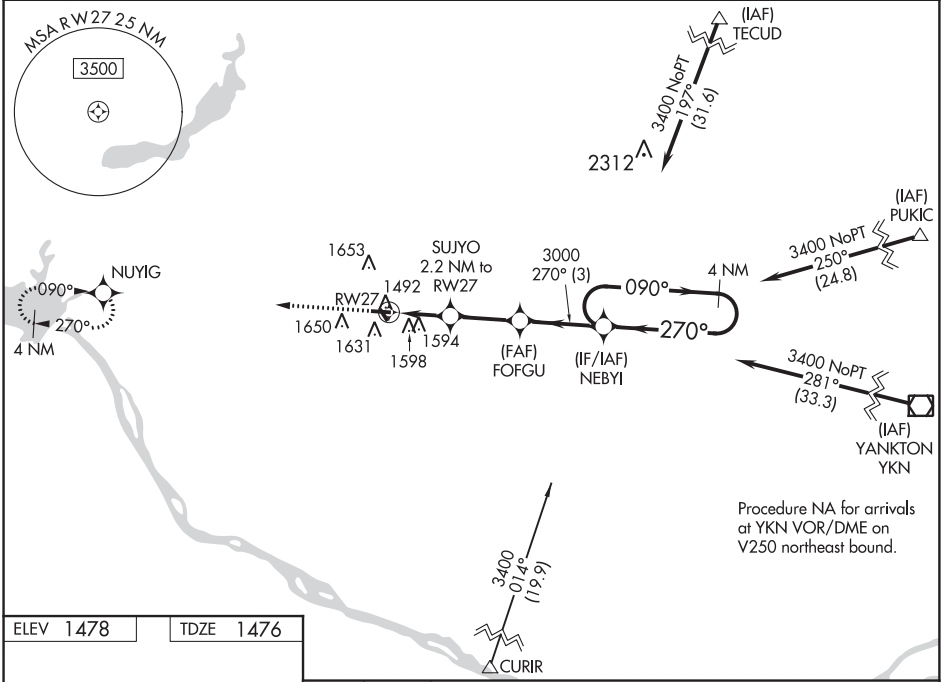 MSA RW27 25 NM
3500
(IAF)
TECUD
3400 NoPT
197°
(31.6)
2312
(IAF)
PUKIC
3400 NoPT
250°
(24.8)
NUYIG
090°
270°
4 NM
1653
1492
RW27
1650
1631
1598
1594
SUJYO
2.2 NM to
RW27
3000
270° (3)
(FAF)
FOFGU
(IF/IAF)
NEBYI
090°
4 NM
270°
3400 NoPT
281°
(33.3)
(IAF)
YANKTON
YKN
Procedure NA for arrivals
at YKN VOR/DME on
V250 northeast bound.
3400
014°
(19.9)
CURIR
ELEV 1478
TDZE 1476